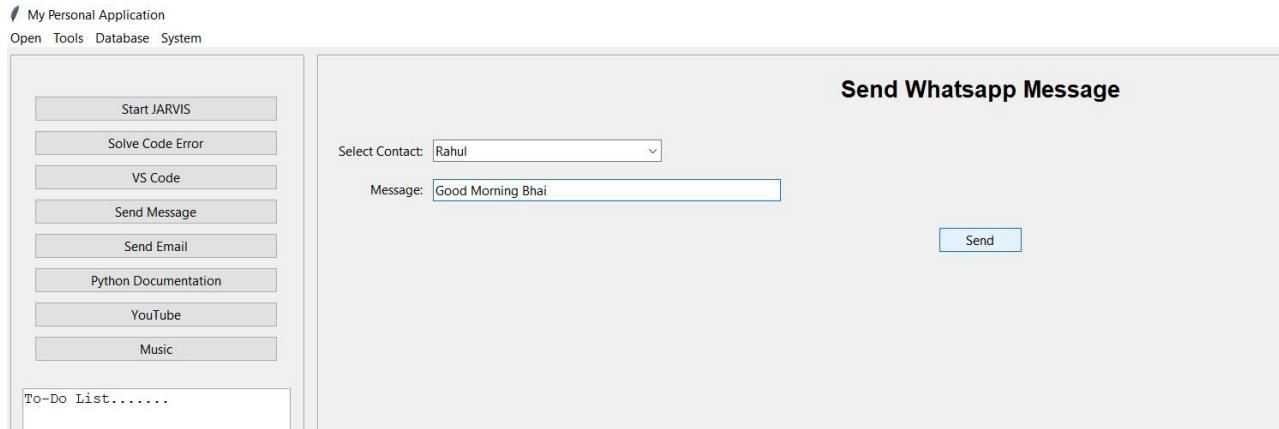 My Personal Application
Open Tools Database System
Start JARVIS
Solve Code Error
VS Code
Send Message
Send Email
Python Documentation
YouTube
Music
To-Do List.......
Send Whatsapp Message
Select Contact: Rahul
Message: Good Morning Bhai
Send